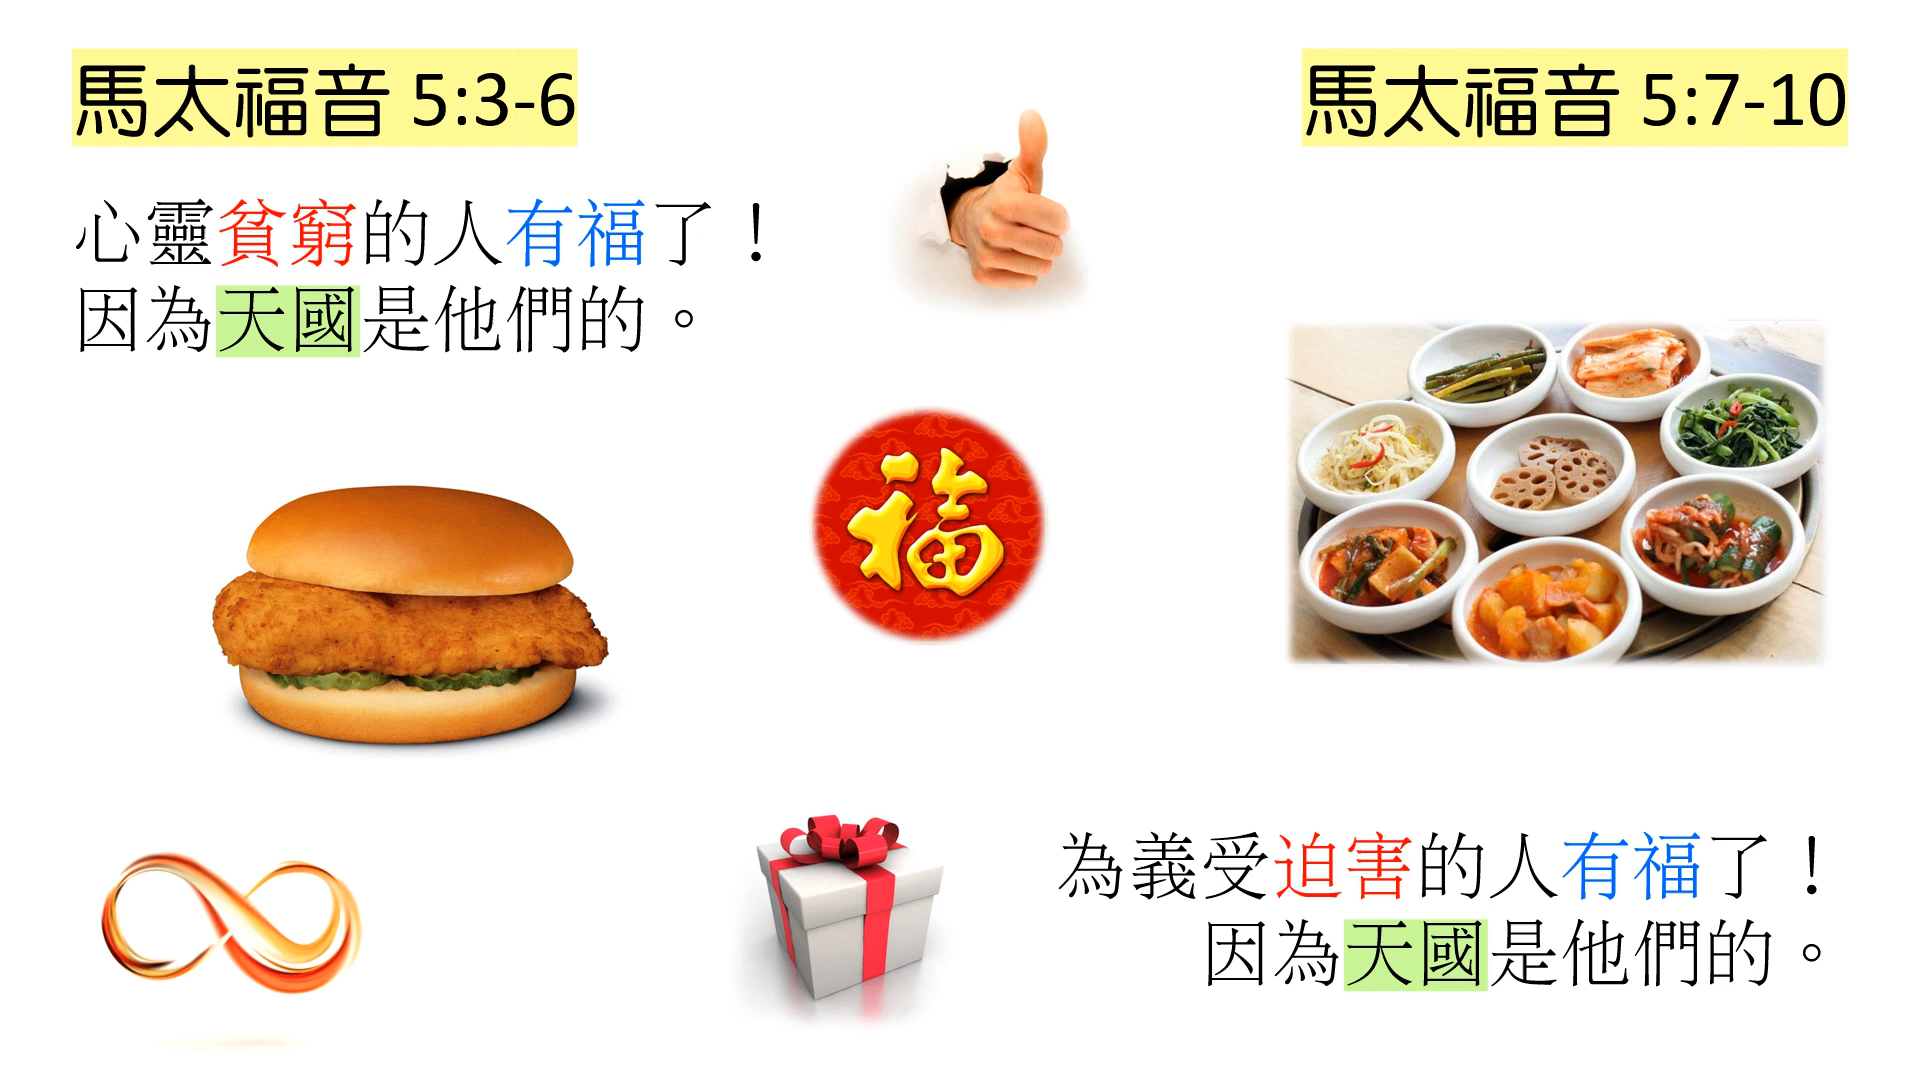 馬太福音 5:3-6
馬太福音 5:7-10
心靈貧窮的人有福了！
因為天國是他們的。
福
為義受迫害的人有福了！
因為天國是他們的。